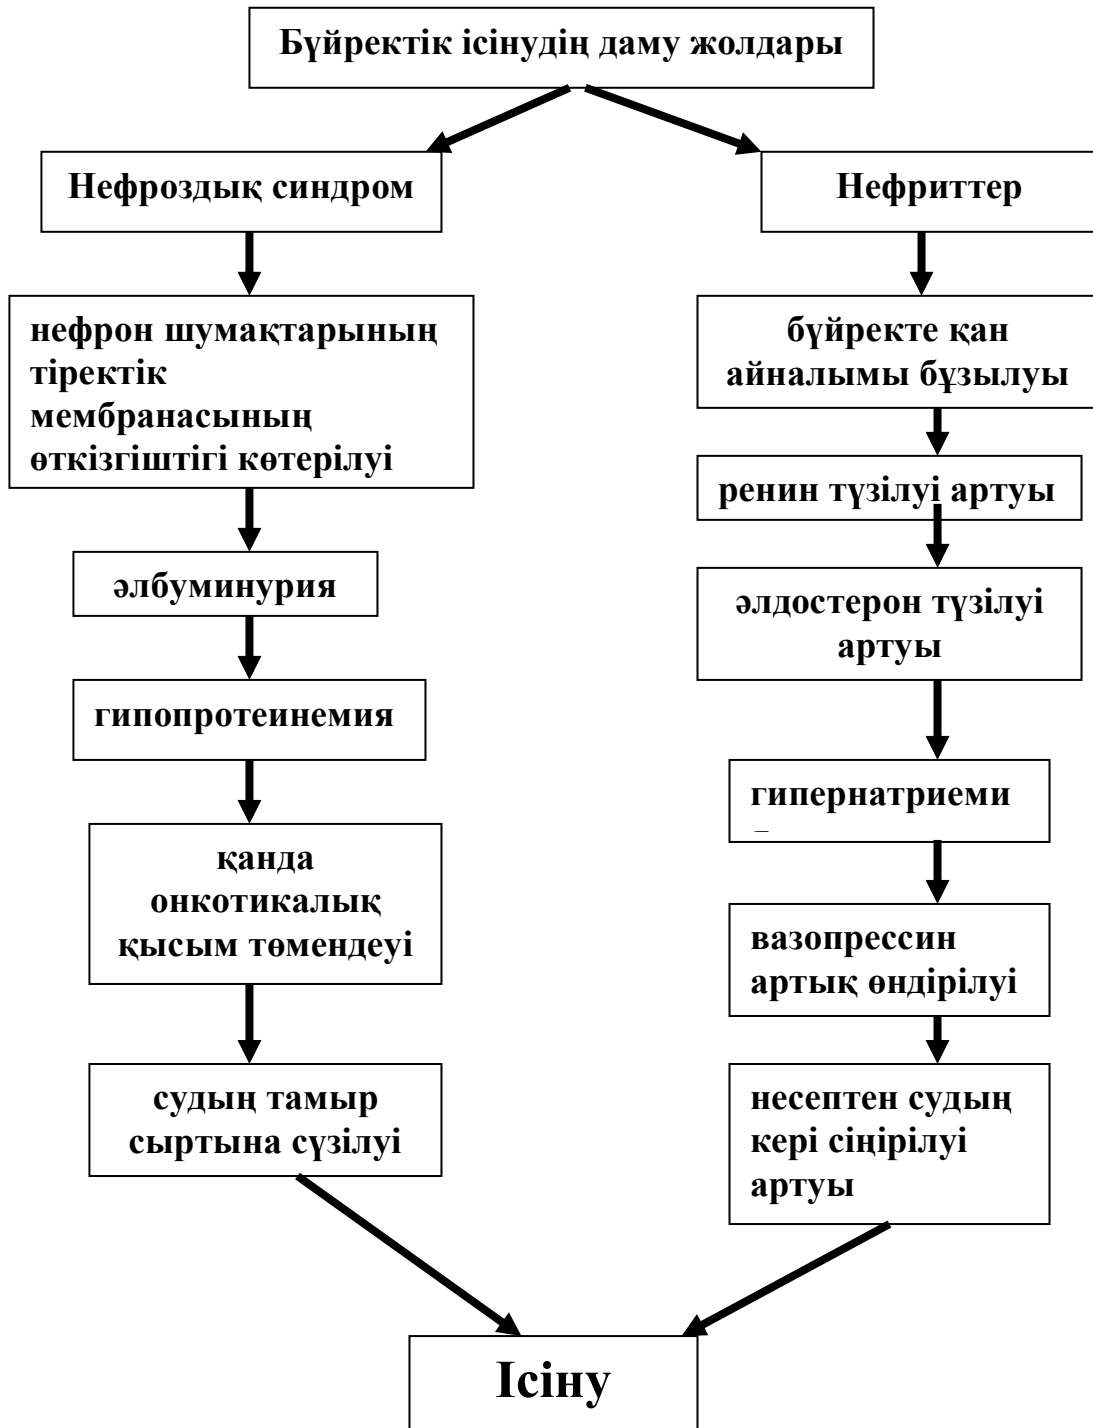 Бүйректік ісінудің даму жолдары
Нефроздық синдром
нефрон шумақтарының
тіректік
мембранасының
өткізгіштігі көтерілуі
әлбуминурия
гипопротеинемия
қанда
онкотикалық
қысым төмендеуі
судың тамыр
сыртына сүзілуі
Нефриттер
бүйректе қан
айналымы бұзылуы
ренин түзілуі артуы
әлдостерон түзілуі
артуы
гипернатриеми
вазопрессин
артық өндірілуі
несептен судың
кері сіңірілуі
артуы
Ісіну